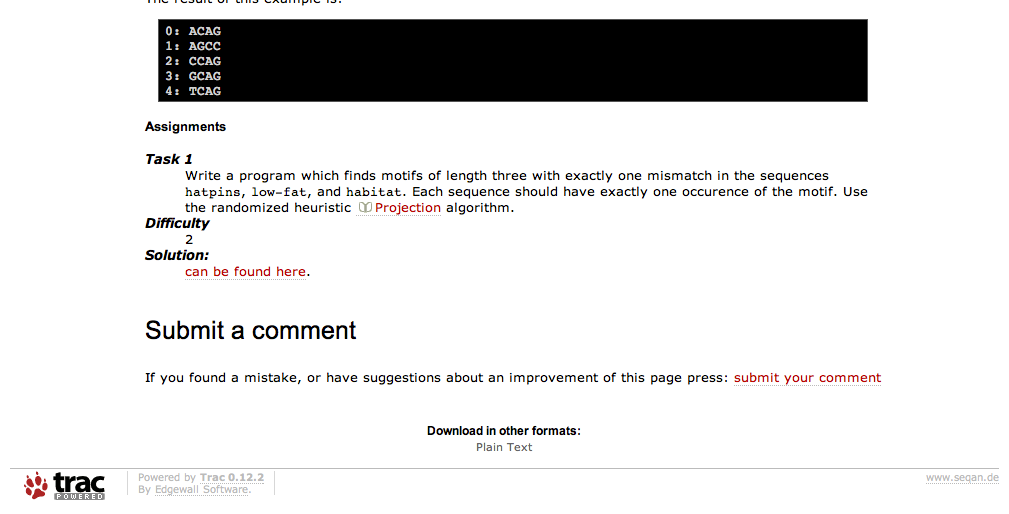 The result of this example is:
0: ACAG
1: AGCC
2: CCAG
3: GCAG
4: TCAG
Assignments
Task 1
Write a program which finds motifs of length three with exactly one mismatch in the sequences
hatpins, low-fat, and habitat. Each sequence should have exactly one occurence of the motif. Use
the randomized heuristic Projection algorithm.
Difficulty
2
Solution:
can be found here.
Submit a comment
If you found a mistake, or have suggestions about an improvement of this page press: submit your comment
Download in other formats:
Plain Text
trac
POWERED
Powered by Trac 0.12.2
By Edgewall Software.
www.seqan.de